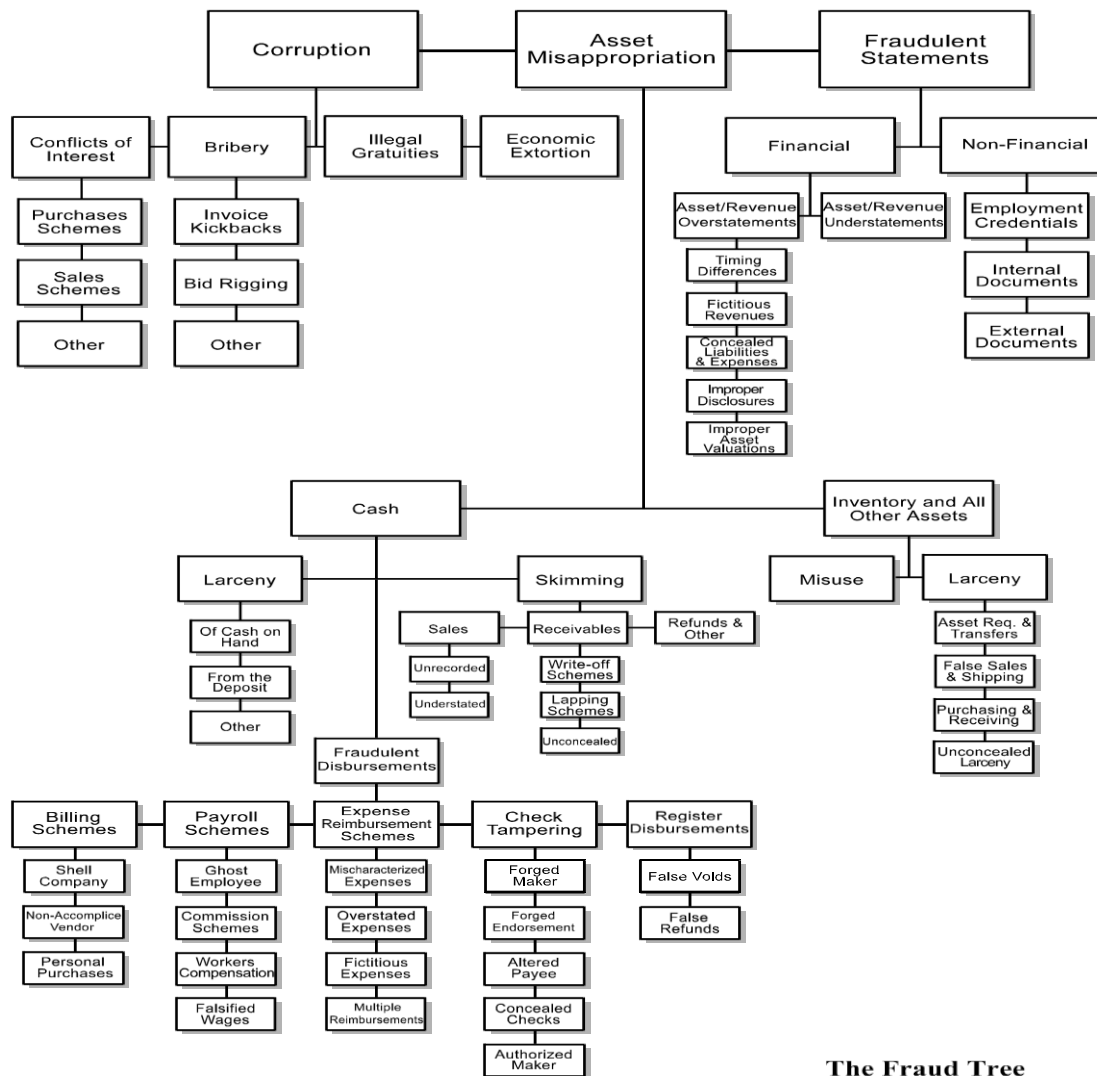 Corruption
Asset
Misappropriation
Fraudulent
Statements
Conflicts of
Interest
Bribery
Illegal
Gratuities
Economic
Extortion
Financial
Non-Financial
Purchases
Schemes
Sales
Schemes
Other
Invoice
Kickbacks
Bid Rigging
Other
Asset/Revenue
Overstatements
Asset/Revenue
Understatements
Timing
Differences
Fictitious
Revenues
Concealed
Liabilities
& Expenses
Improper
Disclosures
Improper
Asset
Valuations
Employment
Credentials
Internal
Documents
External
Documents
Cash
Inventory and All
Other Assets
Larceny
Skimming
Misuse
Larceny
Of Cash on
Hand
From the
Deposit
Other
Sales
Receivables
Refunds &
Other
Unrecorded
Understated
Write-off
Schemes
Lapping
Schemes
Unconcealed
Asset Req. &
Transfers
False Sales
& Shipping
Purchasing &
Receiving
Unconcealed
Larceny
Fraudulent
Disbursements
Billing
Schemes
Payroll
Schemes
Expense
Reimbursement
Schemes
Check
Tampering
Register
Disbursements
Shell
Company
Non-Accomplice
Vendor
Personal
Purchases
Ghost
Employee
Commission
Schemes
Workers
Compensation
Falsified
Wages
Mischaracterized
Expenses
Overstated
Expenses
Fictitious
Expenses
Multiple
Reimbursements
Forged
Maker
Forged
Endorsement
Altered
Payee
Concealed
Checks
Authorized
Maker
False Volds
False
Refunds
The Fraud Tree